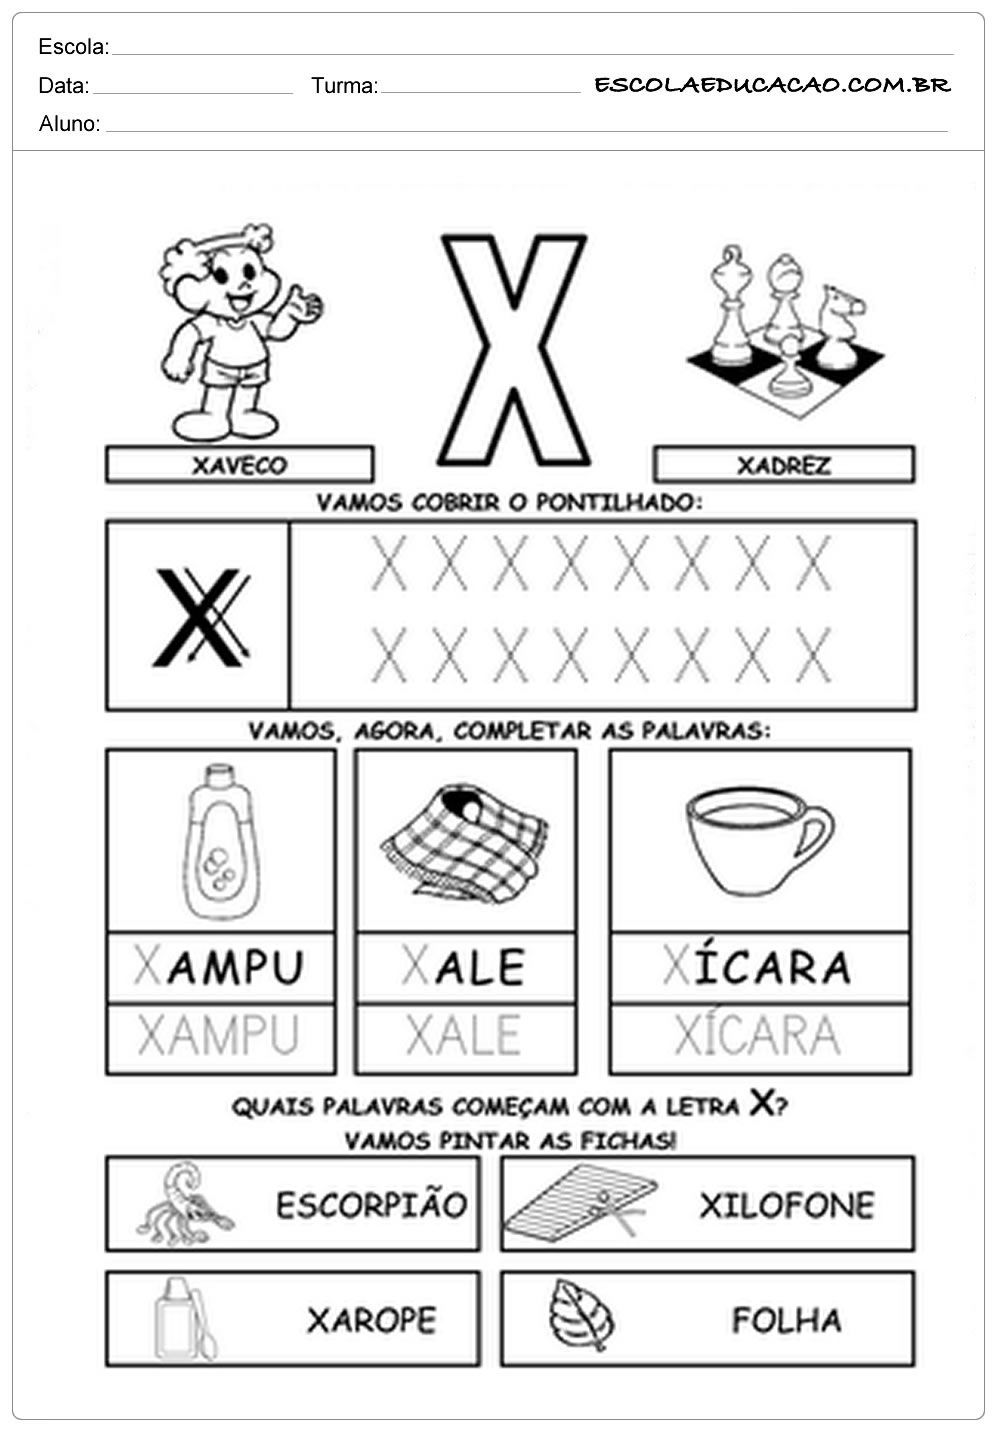 Escola:
Data: Turma: ESCOLAEDUCACAO.COM.BR
Aluno:
X
XAVECO XADREZ
VAMOS COBRIR O PONTILHADO:
X X X X X X X X X
X X X X X X X X
VAMOS, AGORA, COMPLETAR AS PALAVRAS:
XAMPU XALE XÍCARA
XAMPU XALE XÍCARA
QUAIS PALAVRAS COMEÇAM COM A LETRA X?
VAMOS PINTAR AS FICHAS!
ESCORPIÃO XILOFONE
XAROPE FOLHA